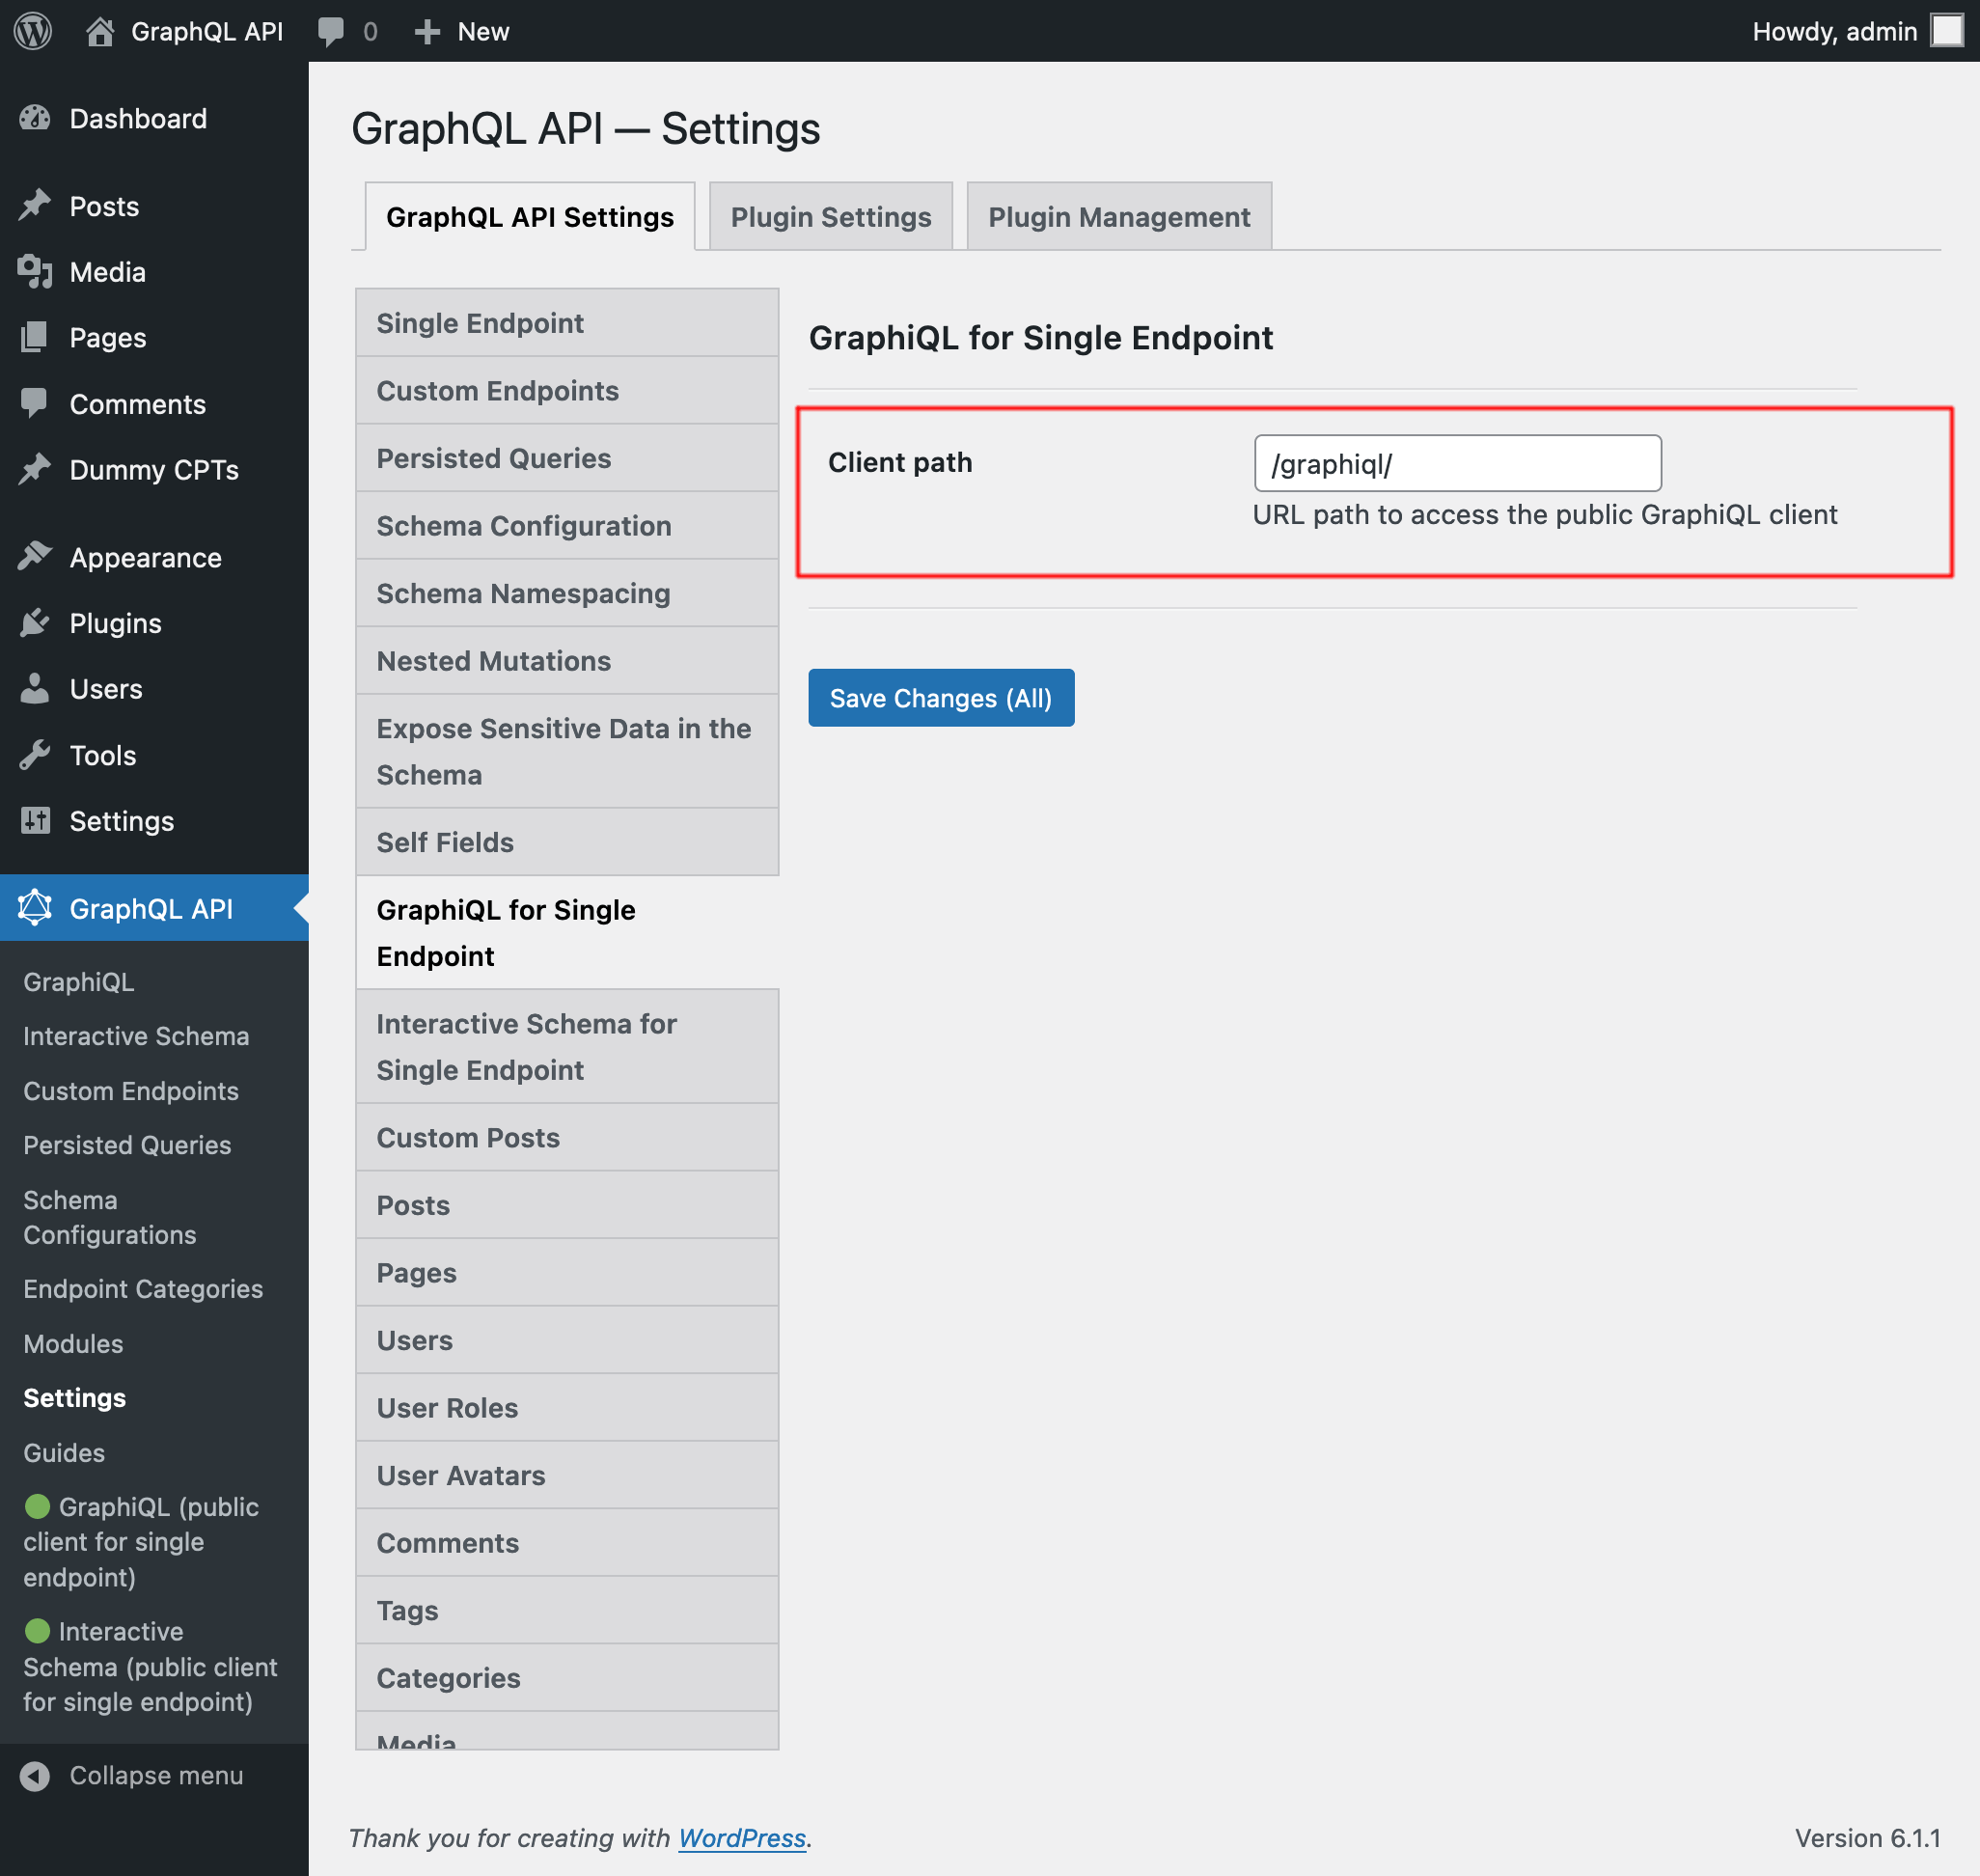 GraphQL API 0 New Howdy, admin
Dashboard
Posts
Media
Pages
Comments
Dummy CPTs
Appearance
Plugins
Users
Tools
Settings
GraphQL API
GraphiQL
Interactive Schema
Custom Endpoints
Persisted Queries
Schema
Configurations
Endpoint Categories
Modules
Settings
Guides
GraphiQL (public
client for single
endpoint)
Interactive
Schema (public client
for single endpoint)
Collapse menu
GraphQL API — Settings
GraphQL API Settings Plugin Settings Plugin Management
Single Endpoint
Custom Endpoints
Persisted Queries
Schema Configuration
Schema Namespacing
Nested Mutations
Expose Sensitive Data in the
Schema
Self Fields
GraphiQL for Single
Endpoint
Interactive Schema for
Single Endpoint
Custom Posts
Posts
Pages
Users
User Roles
User Avatars
Comments
Tags
Categories
Media
GraphiQL for Single Endpoint
Client path /graphiql/
URL path to access the public GraphiQL client
Save Changes (All)
Thank you for creating with WordPress. Version 6.1.1